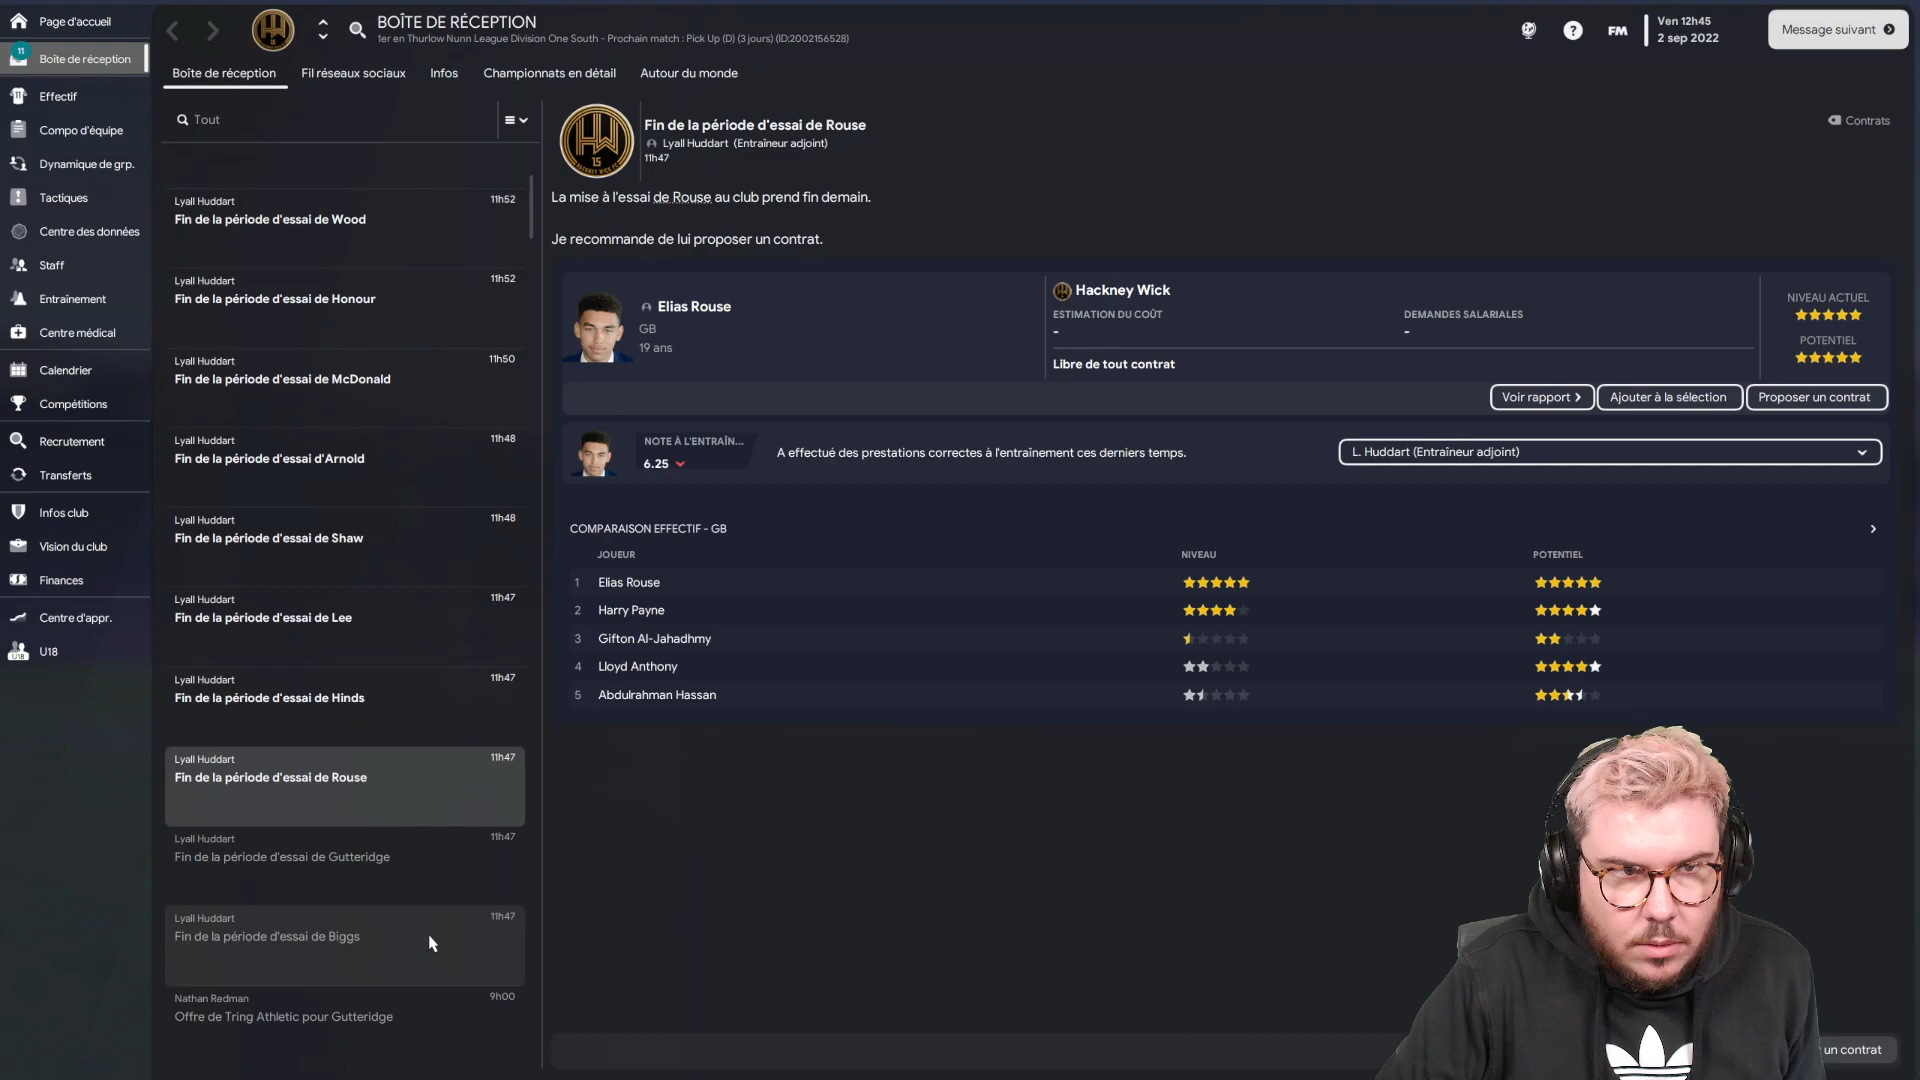 Page d'accueil
11
Boîte de réception
Effectif
Compo d'équipe
Dynamique de grp.
Tactiques
Centre des données
Staff
Entraînement
Centre médical
Calendrier
Compétitions
Recrutement
Transferts
Infos club
Vision du club
Finances
Centre d'appr.
U18
U18
BOÎTE DE RÉCEPTION
1er en Thurlow Nunn League Division One South - Prochain match : Pick Up (D) (3 jours) (ID:2002156528)
?
FM
Ven 12h45
2 sep 2022
Message suivant
Boîte de réception
Fil réseaux sociaux
Infos
Championnats en détail
Autour du monde
Tout
Lyall Huddart 11h52
Fin de la période d'essai de Wood
Lyall Huddart 11h52
Fin de la période d'essai de Honour
Lyall Huddart 11h50
Fin de la période d'essai de McDonald
Lyall Huddart 11h48
Fin de la période d'essai d'Arnold
Lyall Huddart 11h48
Fin de la période d'essai de Shaw
Lyall Huddart 11h47
Fin de la période d'essai de Lee
Lyall Huddart 11h47
Fin de la période d'essai de Hinds
Lyall Huddart 11h47
Fin de la période d'essai de Rouse
Lyall Huddart 11h47
Fin de la période d'essai de Gutteridge
Lyall Huddart 11h47
Fin de la période d'essai de Biggs
Nathan Redman 9h00
Offre de Tring Athletic pour Gutteridge
HW
15
HACKNEY WICK FC
Fin de la période d'essai de Rouse
Lyall Huddart (Entraîneur adjoint)
11h47
Contrats
La mise à l'essai de Rouse au club prend fin demain.
Je recommande de lui proposer un contrat.
Elias Rouse
GB
19 ans
Hackney Wick
ESTIMATION DU COÛT DEMANDES SALARIALES
- -
Libre de tout contrat
NIVEAU ACTUEL
POTENTIEL
Voir rapport
Ajouter à la sélection
Proposer un contrat
NOTE À L'ENTRAÎN...
6.25
A effectué des prestations correctes à l'entraînement ces derniers temps.
L. Huddart (Entraîneur adjoint)
COMPARAISON EFFECTIF - GB
JOUEUR NIVEAU POTENTIEL
1 Elias Rouse
2 Harry Payne
3 Gifton Al-Jahadhmy
4 Lloyd Anthony
5 Abdulrahman Hassan
un contrat